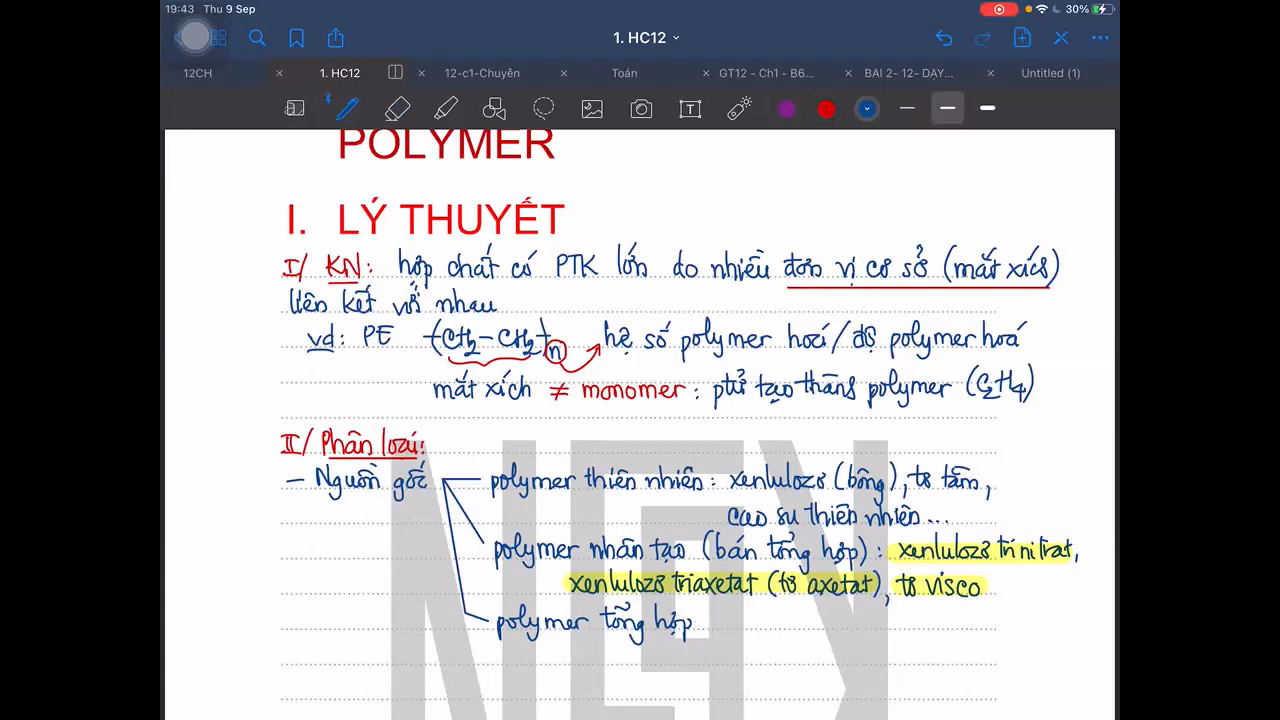 19:43 Thu 9 Sep
30%
1. HC12
12CH
1. HC12
12-c1-Chuyên
Toán
GT12 - Ch1 - B6...
BAI 2- 12- DẠY...
Untitled (1)
POLYMER
I. LÝ THUYẾT
I/ KN: hợp chất có PTK lớn do nhiều đơn vị cơ sở (mắt xích)
liên kết với nhau
vd: PE (CH2-CH2)n hệ số polymer hoá/độ polymer hoá
mắt xích ≠ monomer: ptử tạo thành polymer (C2H4)
II/ Phân loại:
- Nguồn gốc polymer thiên nhiên: xenlulozơ (bông), tơ tằm,
cao su thiên nhiên...
polymer nhân tạo (bán tổng hợp): xenlulozơ trinitrat,
xenlulozơ triaxetat (tơ axetat), tơ visco
polymer tổng hợp
NGY